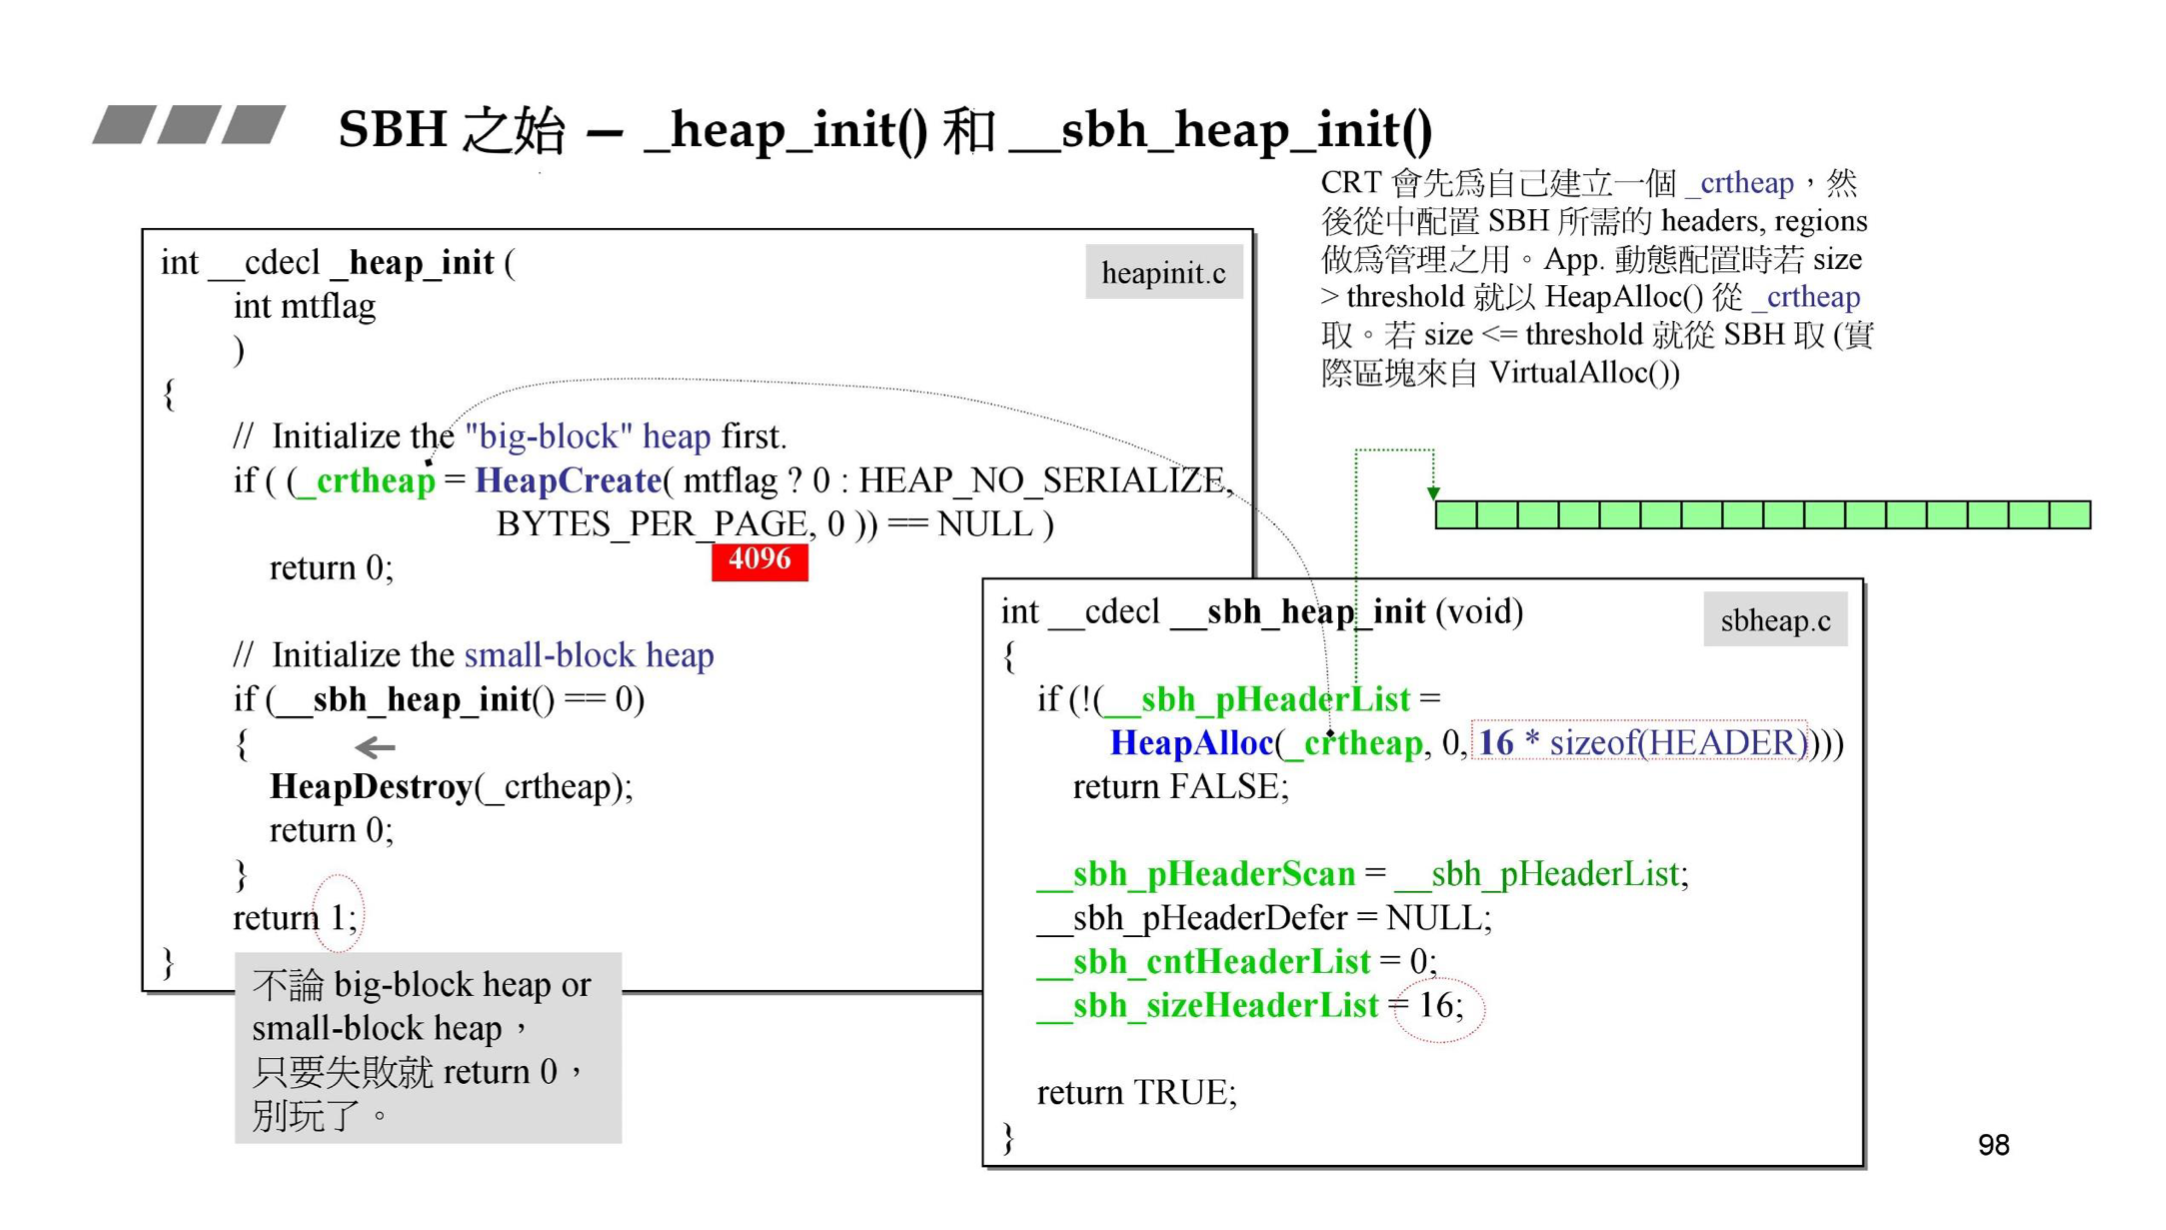 SBH 之始 – _heap_init() 和 __sbh_heap_init()
CRT 會先爲自己建立一個 _crtheap，然
後從中配置 SBH 所需的 headers, regions
做爲管理之用。App. 動態配置時若 size
> threshold 就以 HeapAlloc() 從 _crtheap
取。若 size <= threshold 就從 SBH 取 (實
際區塊來自 VirtualAlloc())
heapinit.c
int __cdecl _heap_init (
int mtflag
)
{
// Initialize the "big-block" heap first.
if ( (_crtheap = HeapCreate( mtflag ? 0 : HEAP_NO_SERIALIZE,
BYTES_PER_PAGE, 0 )) == NULL )
4096
return 0;
// Initialize the small-block heap
if (__sbh_heap_init() == 0)
{
HeapDestroy(_crtheap);
return 0;
}
return 1;
}
不論 big-block heap or
small-block heap，
只要失敗就 return 0，
別玩了。
sbheap.c
int __cdecl __sbh_heap_init (void)
{
if (!(__sbh_pHeaderList =
HeapAlloc(_crtheap, 0, 16 * sizeof(HEADER))))
return FALSE;
__sbh_pHeaderScan = __sbh_pHeaderList;
__sbh_pHeaderDefer = NULL;
__sbh_cntHeaderList = 0;
__sbh_sizeHeaderList = 16;
return TRUE;
}
98